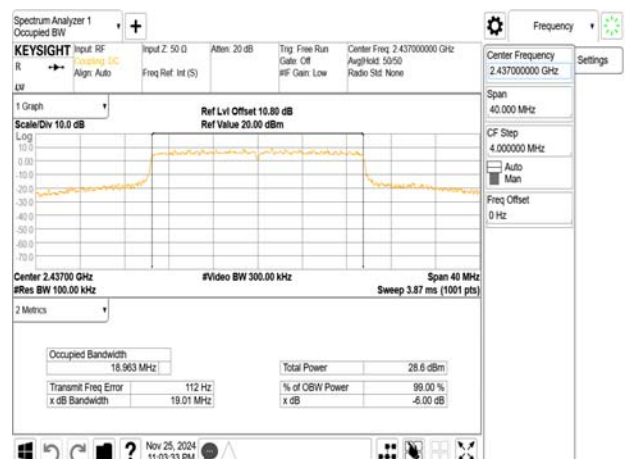 Spectrum Analyzer 1
Occupied BW
Frequency
KEYSIGHT
Input: RF
Input Z: 50 Ω
Atten: 20 dB
Trig: Free Run
Center Freq: 2.437000000 GHz
R
Coupling: DC
Gate: Off
Avg|Hold: 50/50
Align: Auto
Freq Ref: Int (S)
#IF Gain: Low
Radio Std: None
Center Frequency
2.437000000 GHz
Settings
Span
40.000 MHz
CF Step
4.000000 MHz
Auto
Man
Freq Offset
0 Hz
1 Graph
Ref Lvl Offset 10.80 dB
Scale/Div 10.0 dB
Ref Value 20.00 dBm
Log
10.0
0.00
-10.0
-20.0
-30.0
-40.0
-50.0
-60.0
-70.0
Center 2.43700 GHz
#Video BW 300.00 kHz
Span 40 MHz
#Res BW 100.00 kHz
Sweep 3.87 ms (1001 pts)
2 Metrics
Occupied Bandwidth
18.963 MHz
Total Power 28.6 dBm
Transmit Freq Error 112 Hz
% of OBW Power 99.00 %
x dB Bandwidth 19.01 MHz
x dB -6.00 dB
Nov 25, 2024
11:03:33 PM